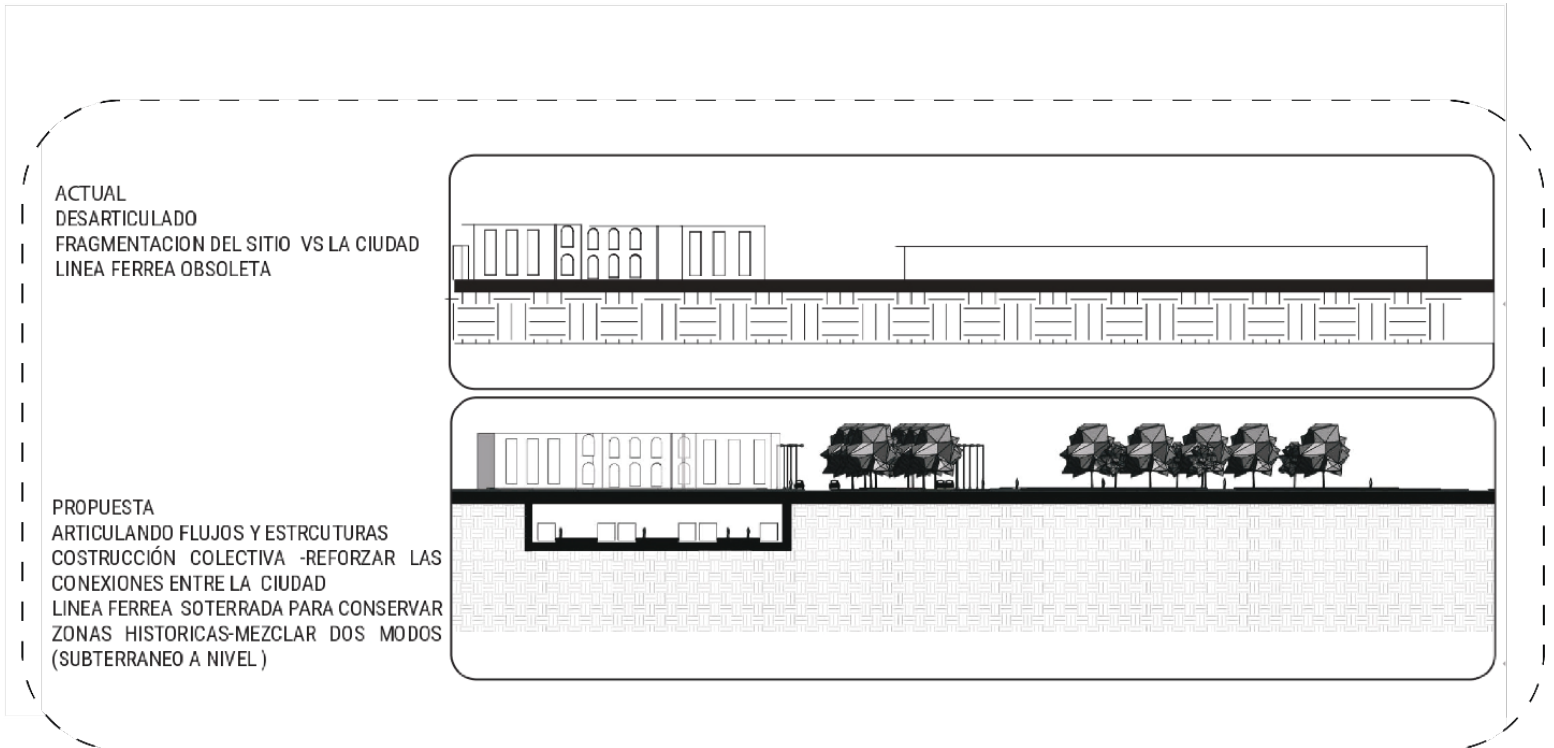 ACTUAL
DESARTICULADO
FRAGMENTACION DEL SITIO VS LA CIUDAD
LINEA FERREA OBSOLETA
PROPUESTA
ARTICULANDO FLUJOS Y ESTRCUTURAS
COSTRUCCIÓN COLECTIVA -REFORZAR LAS
CONEXIONES ENTRE LA CIUDAD
LINEA FERREA SOTERRADA PARA CONSERVAR
ZONAS HISTORICAS-MEZCLAR DOS MODOS
(SUBTERRANEO A NIVEL )